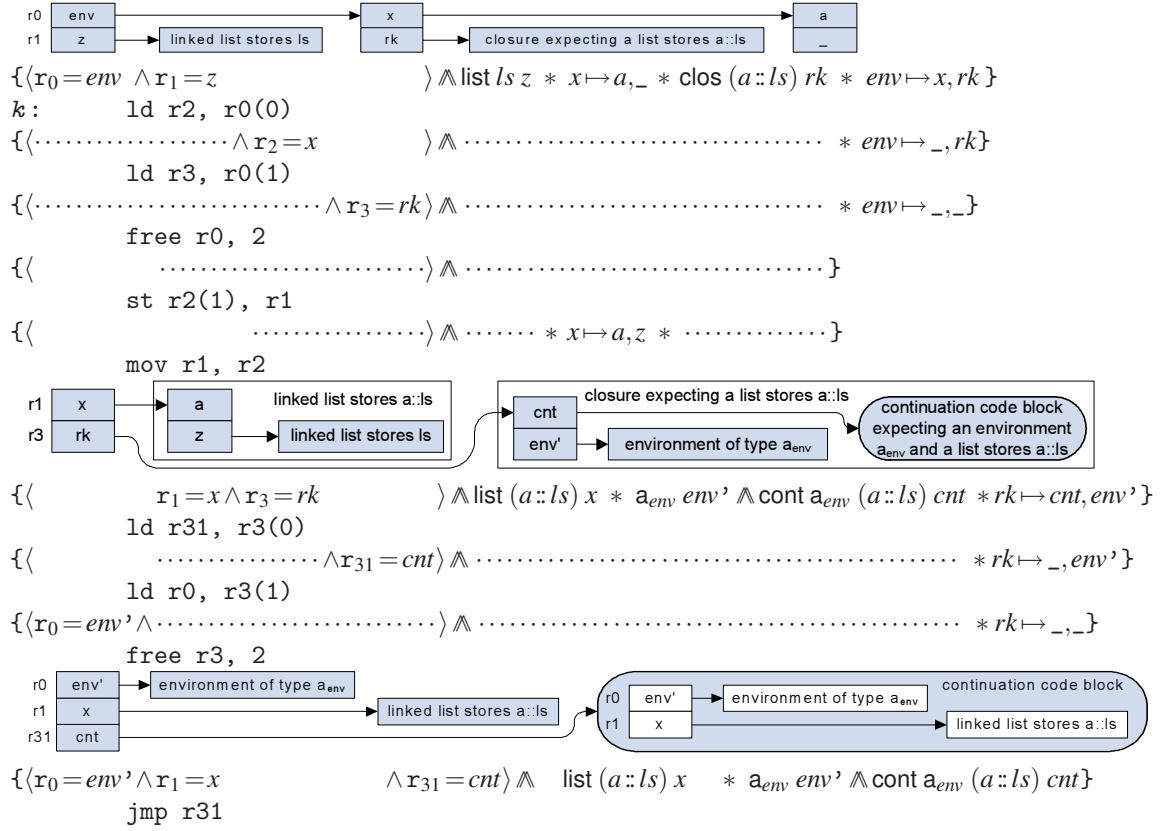 r0 env x a
r1 z linked list stores ls rk closure expecting a list stores a::ls _
{⟨r₀=env ∧ r₁=z ⟩ ⩕ list ls z * x↦a,_ * clos (a::ls) rk * env↦x,rk }
k: ld r2, r0(0)
{⟨··················· ∧ r₂=x ⟩ ⩕ ·································· * env↦_,rk}
ld r3, r0(1)
{⟨····························· ∧ r₃=rk⟩ ⩕ ·································· * env↦_,_}
free r0, 2
{⟨ ···························⟩ ⩕ ·································· }
st r2(1), r1
{⟨ ··················⟩ ⩕ ······· * x↦a,z * ··············}
mov r1, r2
r1 x a linked list stores a::ls closure expecting a list stores a::ls
r3 rk z linked list stores ls cnt env' environment of type a_env
continuation code block
expecting an environment
a_env and a list stores a::ls
{⟨ r₁=x ∧ r₃=rk ⟩ ⩕ list (a::ls) x * a_env env' ⩕ cont a_env (a::ls) cnt * rk↦cnt,env'}
ld r31, r3(0)
{⟨ ················· ∧ r₃₁=cnt⟩ ⩕ ················································· * rk↦_,env'}
ld r0, r3(1)
{⟨r₀=env' ∧ ····························⟩ ⩕ ················································· * rk↦_,_}
free r3, 2
r0 env' environment of type a_env
r1 x linked list stores a::ls
r31 cnt
continuation code block
r0 env' environment of type a_env
r1 x linked list stores a::ls
{⟨r₀=env' ∧ r₁=x ∧ r₃₁=cnt⟩ ⩕ list (a::ls) x * a_env env' ⩕ cont a_env (a::ls) cnt}
jmp r31